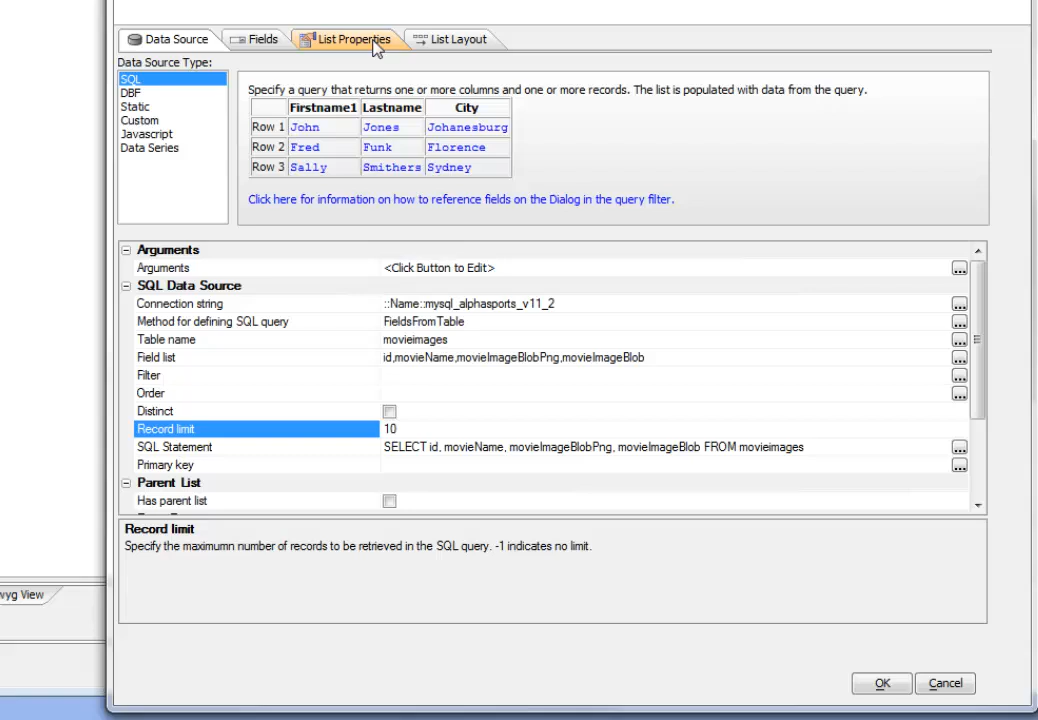 Data Source Fields List Properties List Layout
Data Source Type:
SQL
DBF
Static
Custom
Javascript
Data Series
Specify a query that returns one or more columns and one or more records. The list is populated with data from the query.
Firstname1 Lastname City
Row 1 John Jones Johanesburg
Row 2 Fred Funk Florence
Row 3 Sally Smithers Sydney
Click here for information on how to reference fields on the Dialog in the query filter.
Arguments
Arguments <Click Button to Edit> ...
SQL Data Source
Connection string ::Name::mysql_alphasports_v11_2 ...
Method for defining SQL query FieldsFromTable ...
Table name movieimages ...
Field list id,movieName,movieImageBlobPng,movieImageBlob ...
Filter ...
Order ...
Distinct
Record limit 10
SQL Statement SELECT id, movieName, movieImageBlobPng, movieImageBlob FROM movieimages ...
Primary key ...
Parent List
Has parent list
Record limit
Specify the maximumn number of records to be retrieved in the SQL query. -1 indicates no limit.
wyg View
OK Cancel